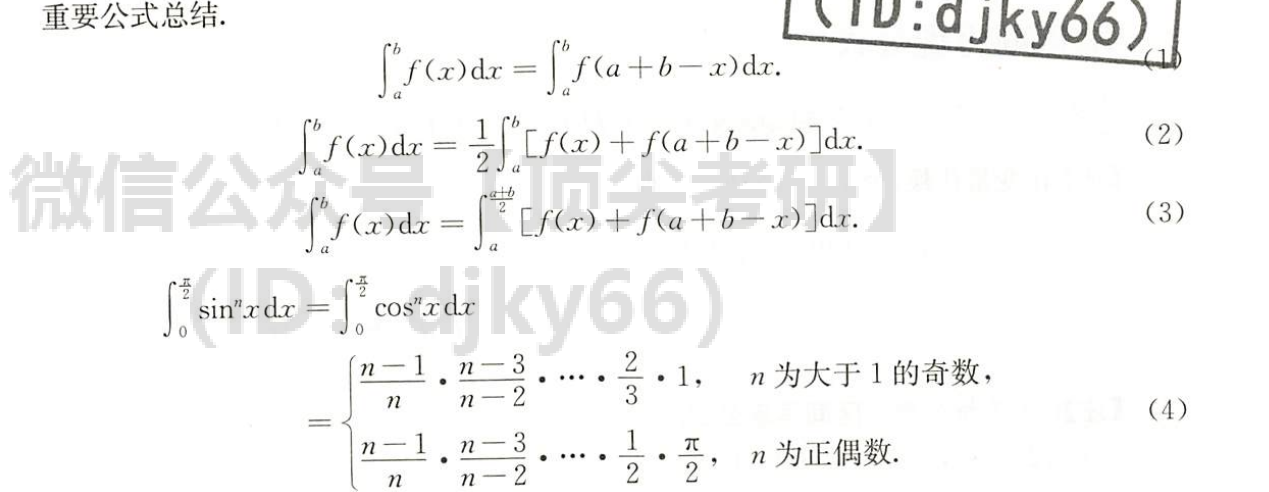 重要公式总结.
(ID:djky66)
$$\int_a^b f(x)\mathrm{d}x = \int_a^b f(a+b-x)\mathrm{d}x. \quad (1)$$
$$\int_a^b f(x)\mathrm{d}x = \frac{1}{2}\int_a^b [f(x)+f(a+b-x)]\mathrm{d}x. \quad (2)$$
微信公众号【顶尖考研】
$$\int_a^b f(x)\mathrm{d}x = \int_a^{\frac{a+b}{2}} [f(x)+f(a+b-x)]\mathrm{d}x. \quad (3)$$
(ID: djky66)
$$\int_0^{\frac{\pi}{2}} \sin^n x\,\mathrm{d}x = \int_0^{\frac{\pi}{2}} \cos^n x\,\mathrm{d}x$$
$$= \begin{cases} \frac{n-1}{n} \cdot \frac{n-3}{n-2} \cdot \cdots \cdot \frac{2}{3} \cdot 1, & n \text{ 为大于 } 1 \text{ 的奇数}, \\ \frac{n-1}{n} \cdot \frac{n-3}{n-2} \cdot \cdots \cdot \frac{1}{2} \cdot \frac{\pi}{2}, & n \text{ 为正偶数}. \end{cases} \quad (4)$$